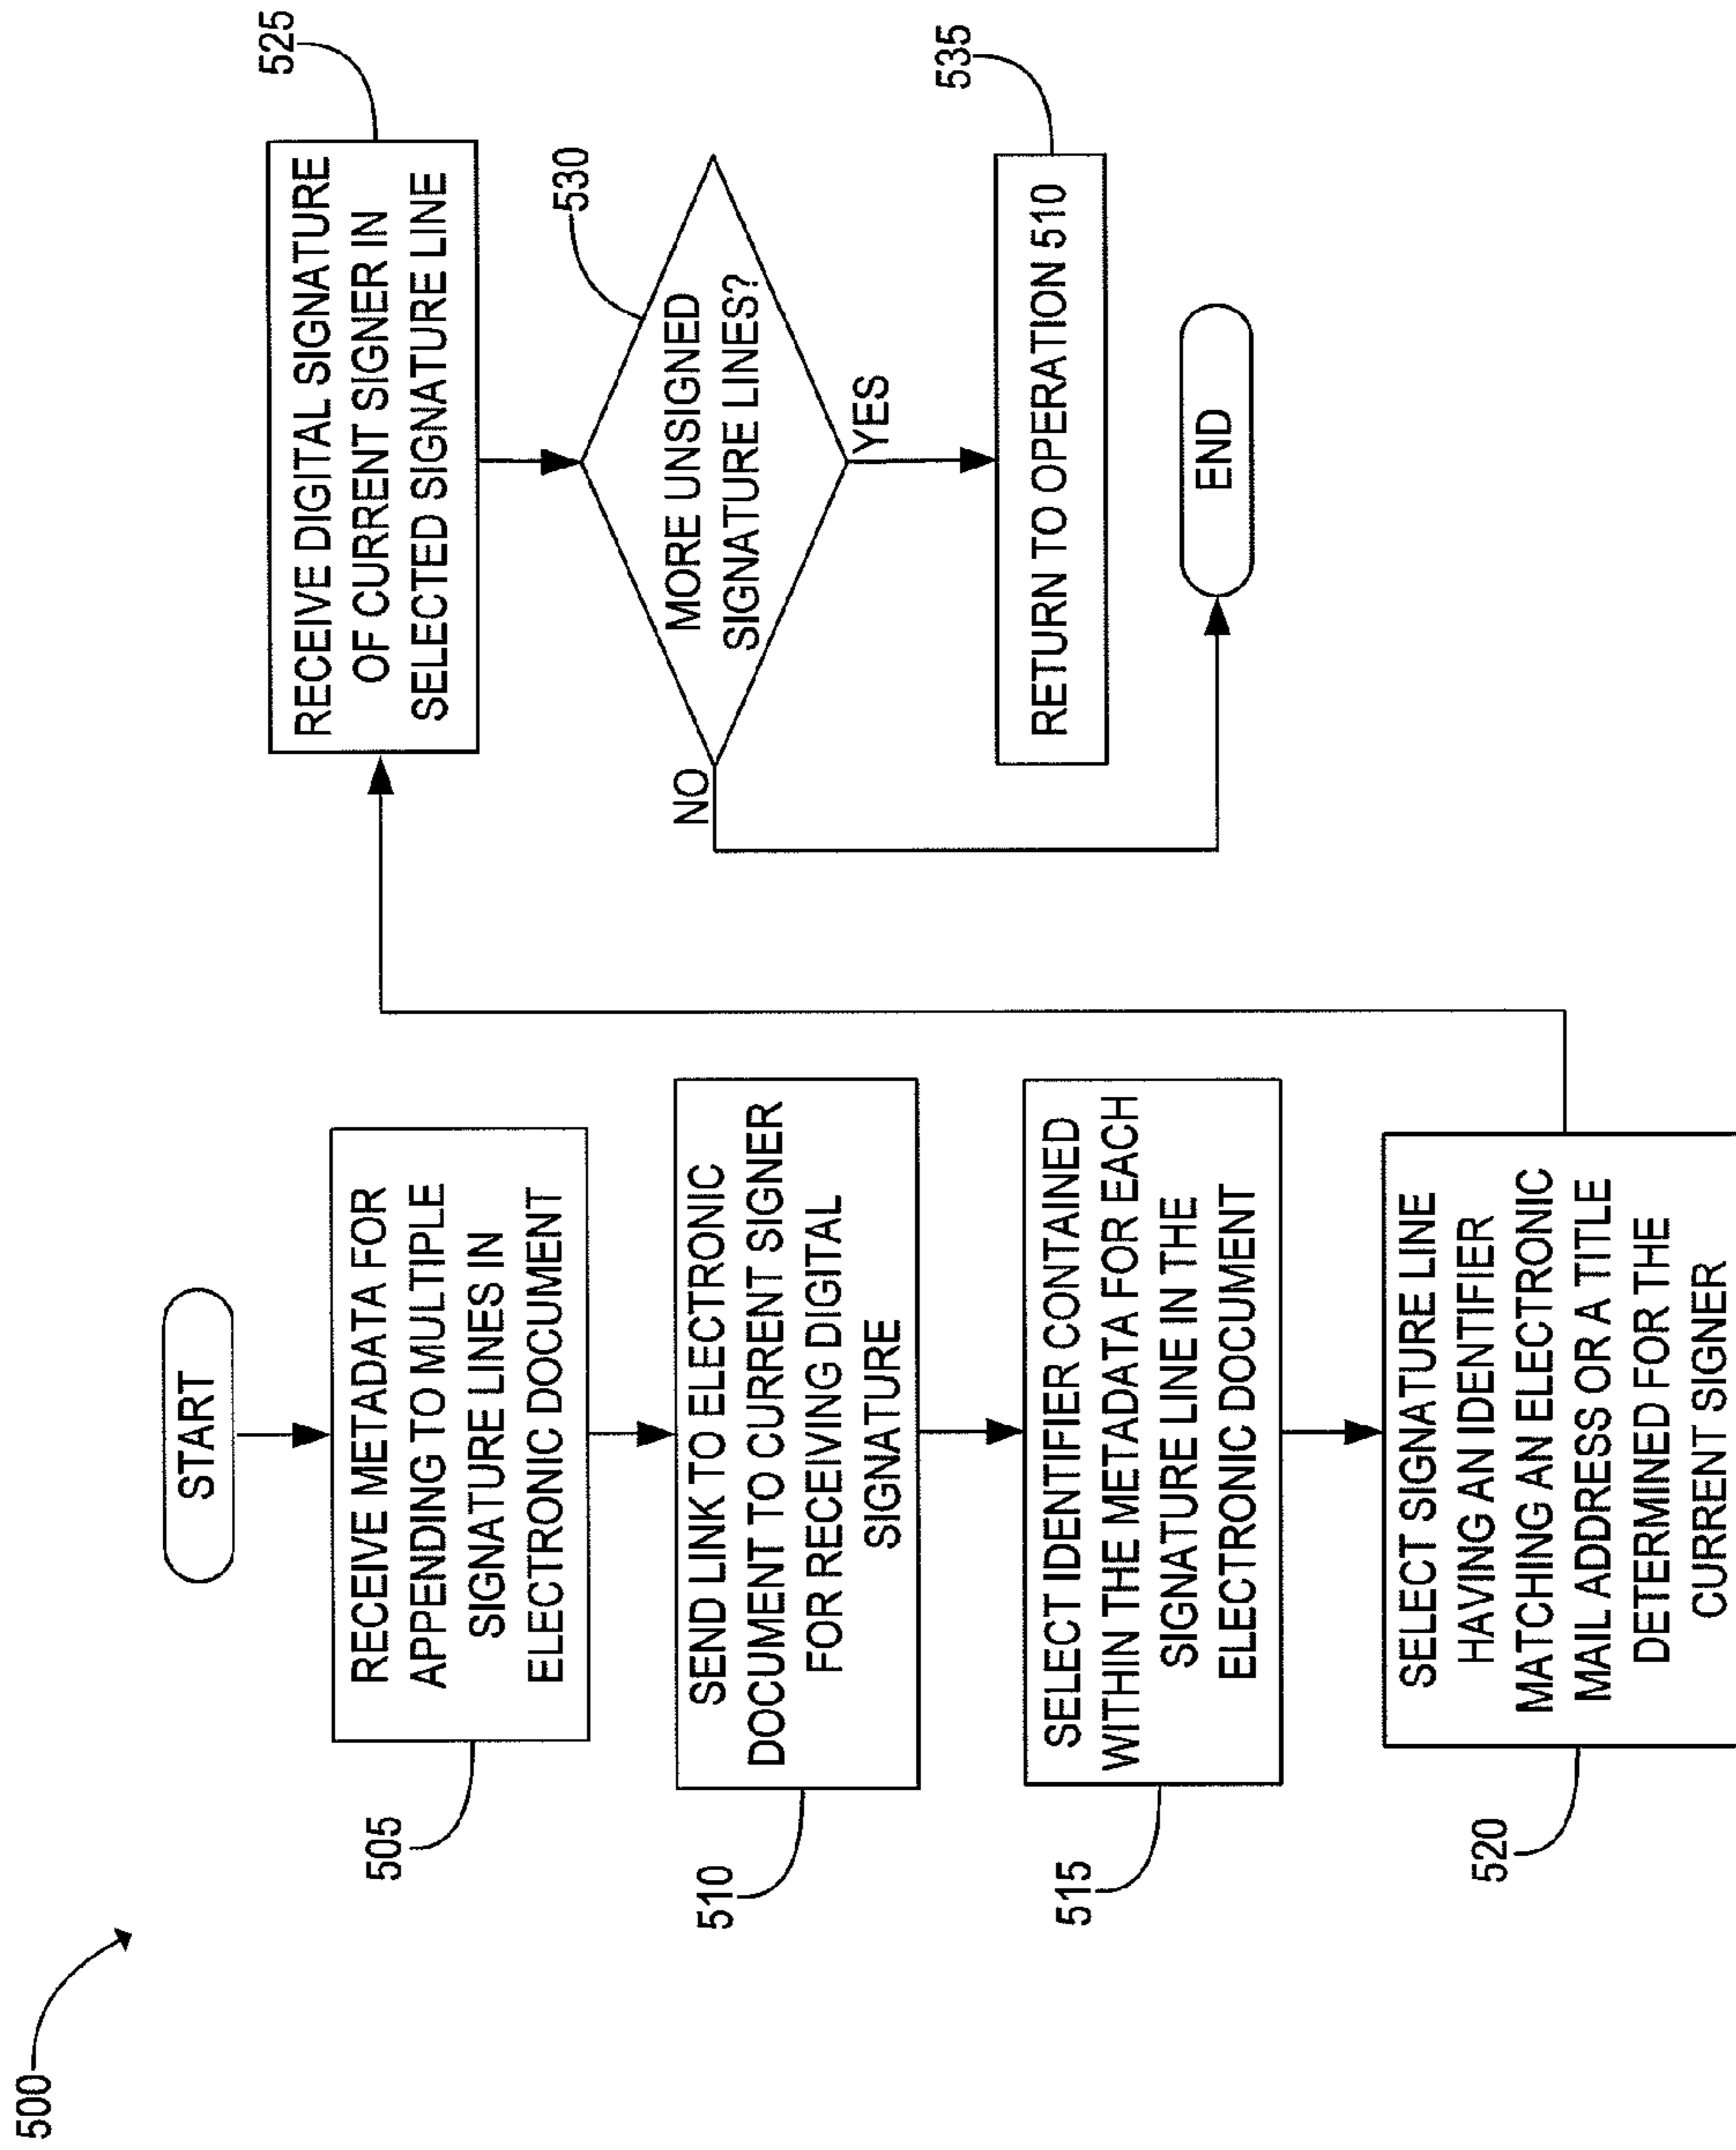 500
START
505
RECEIVE METADATA FOR
APPENDING TO MULTIPLE
SIGNATURE LINES IN
ELECTRONIC DOCUMENT
510
SEND LINK TO ELECTRONIC
DOCUMENT TO CURRENT SIGNER
FOR RECEIVING DIGITAL
SIGNATURE
515
SELECT IDENTIFIER CONTAINED
WITHIN THE METADATA FOR EACH
SIGNATURE LINE IN THE
ELECTRONIC DOCUMENT
520
SELECT SIGNATURE LINE
HAVING AN IDENTIFIER
MATCHING AN ELECTRONIC
MAIL ADDRESS OR A TITLE
DETERMINED FOR THE
CURRENT SIGNER
525
RECEIVE DIGITAL SIGNATURE
OF CURRENT SIGNER IN
SELECTED SIGNATURE LINE
530
MORE UNSIGNED
SIGNATURE LINES?
NO
YES
535
RETURN TO OPERATION 510
END